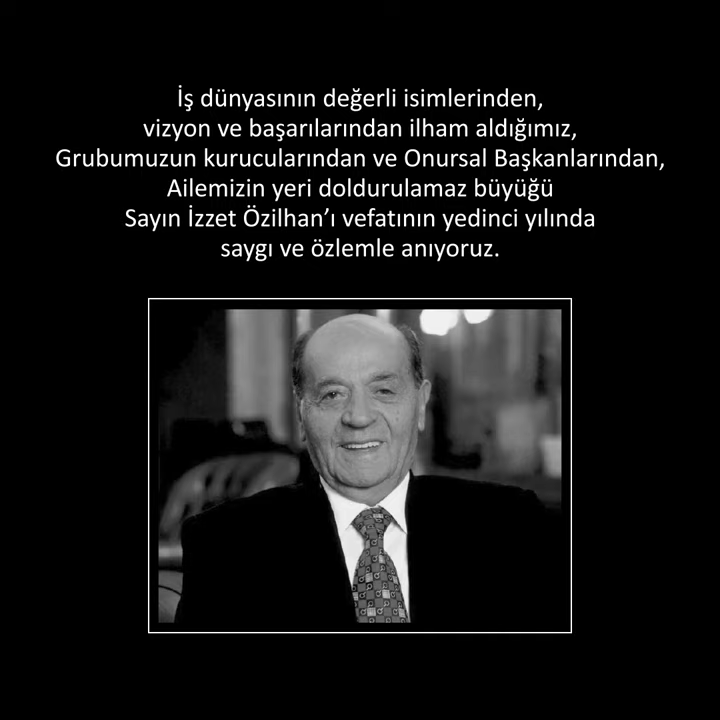 İş dünyasının değerli isimlerinden,
vizyon ve başarılarından ilham aldığımız,
Grubumuzun kurucularından ve Onursal Başkanlarından,
Ailemizin yeri doldurulamaz büyüğü
Sayın İzzet Özilhan’ı vefatının yedinci yılında
saygı ve özlemle anıyoruz.